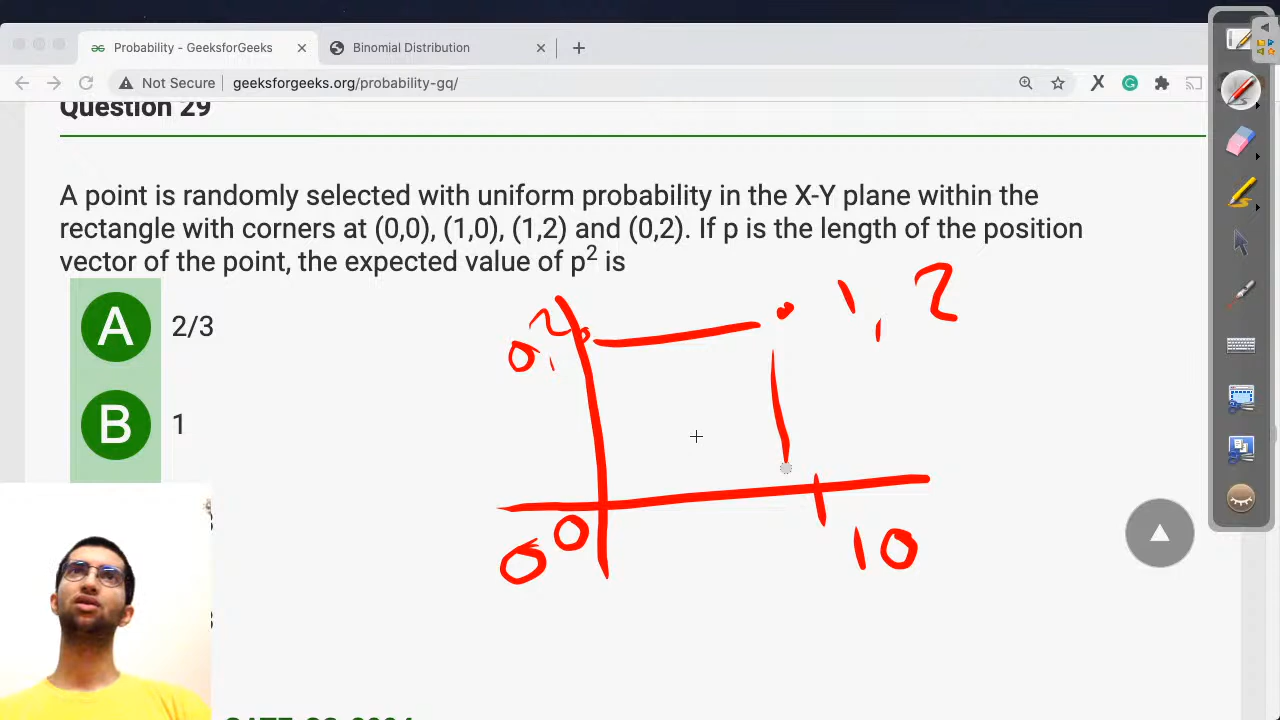 Probability - GeeksforGeeks
Binomial Distribution
Not Secure
geeksforgeeks.org/probability-gq/
Question 29
A point is randomly selected with uniform probability in the X-Y plane within the
rectangle with corners at (0,0), (1,0), (1,2) and (0,2). If p is the length of the position
vector of the point, the expected value of p² is
A 2/3
B 1
1, 2
0, 2
0 0
1 0